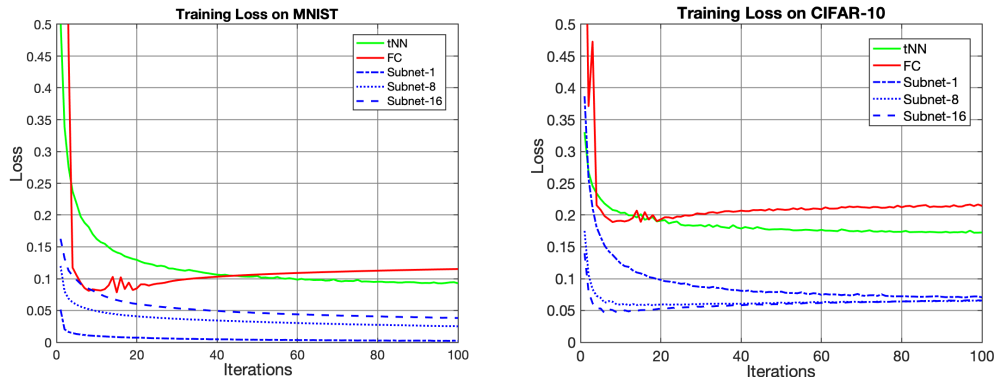 Training Loss on MNIST
0.5
0.45
0.4
0.35
0.3
0.25
0.2
0.15
0.1
0.05
0
Loss
0 20 40 60 80 100
Iterations
tNN
FC
Subnet-1
Subnet-8
Subnet-16
Training Loss on CIFAR-10
0.5
0.45
0.4
0.35
0.3
0.25
0.2
0.15
0.1
0.05
0
Loss
0 20 40 60 80 100
Iterations
tNN
FC
Subnet-1
Subnet-8
Subnet-16